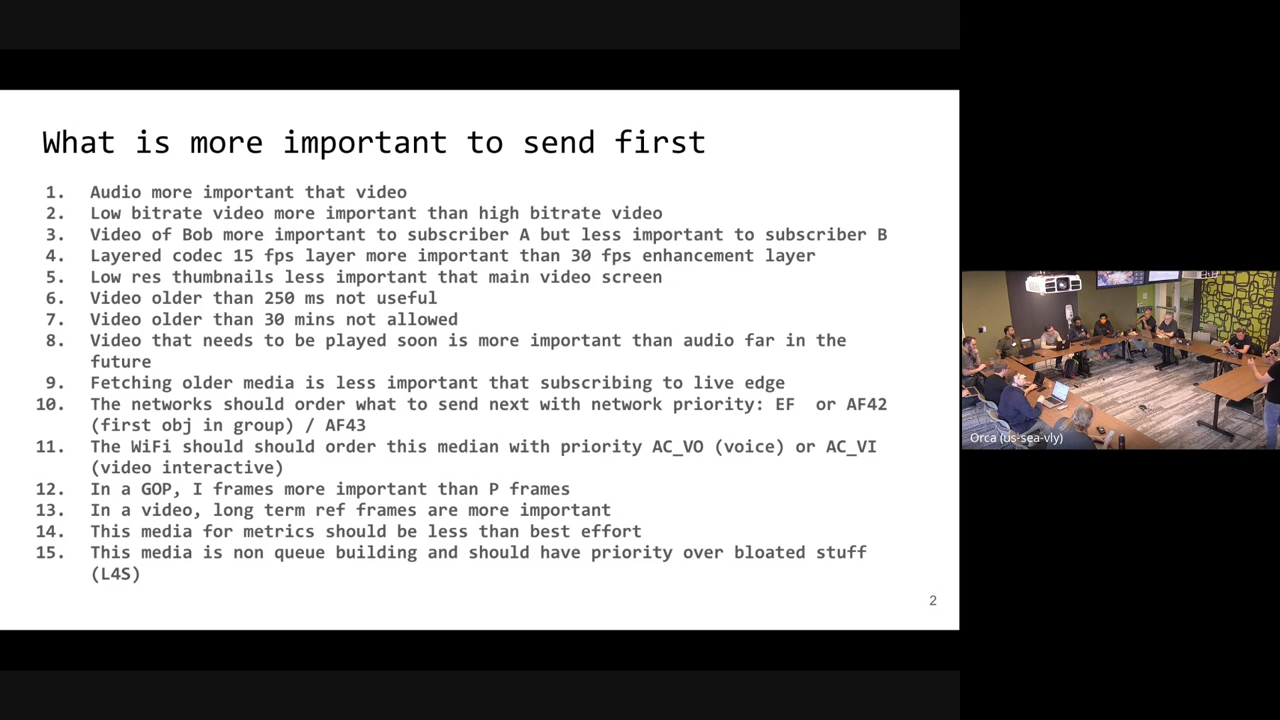 What is more important to send first
1. Audio more important that video
2. Low bitrate video more important than high bitrate video
3. Video of Bob more important to subscriber A but less important to subscriber B
4. Layered codec 15 fps layer more important than 30 fps enhancement layer
5. Low res thumbnails less important that main video screen
6. Video older than 250 ms not useful
7. Video older than 30 mins not allowed
8. Video that needs to be played soon is more important than audio far in the
future
9. Fetching older media is less important that subscribing to live edge
10. The networks should order what to send next with network priority: EF  or AF42
(first obj in group) / AF43
11. The WiFi should should order this median with priority AC_VO (voice) or AC_VI
(video interactive)
12. In a GOP, I frames more important than P frames
13. In a video, long term ref frames are more important
14. This media for metrics should be less than best effort
15. This media is non queue building and should have priority over bloated stuff
(L4S)
2
Orca (us-sea-vly)